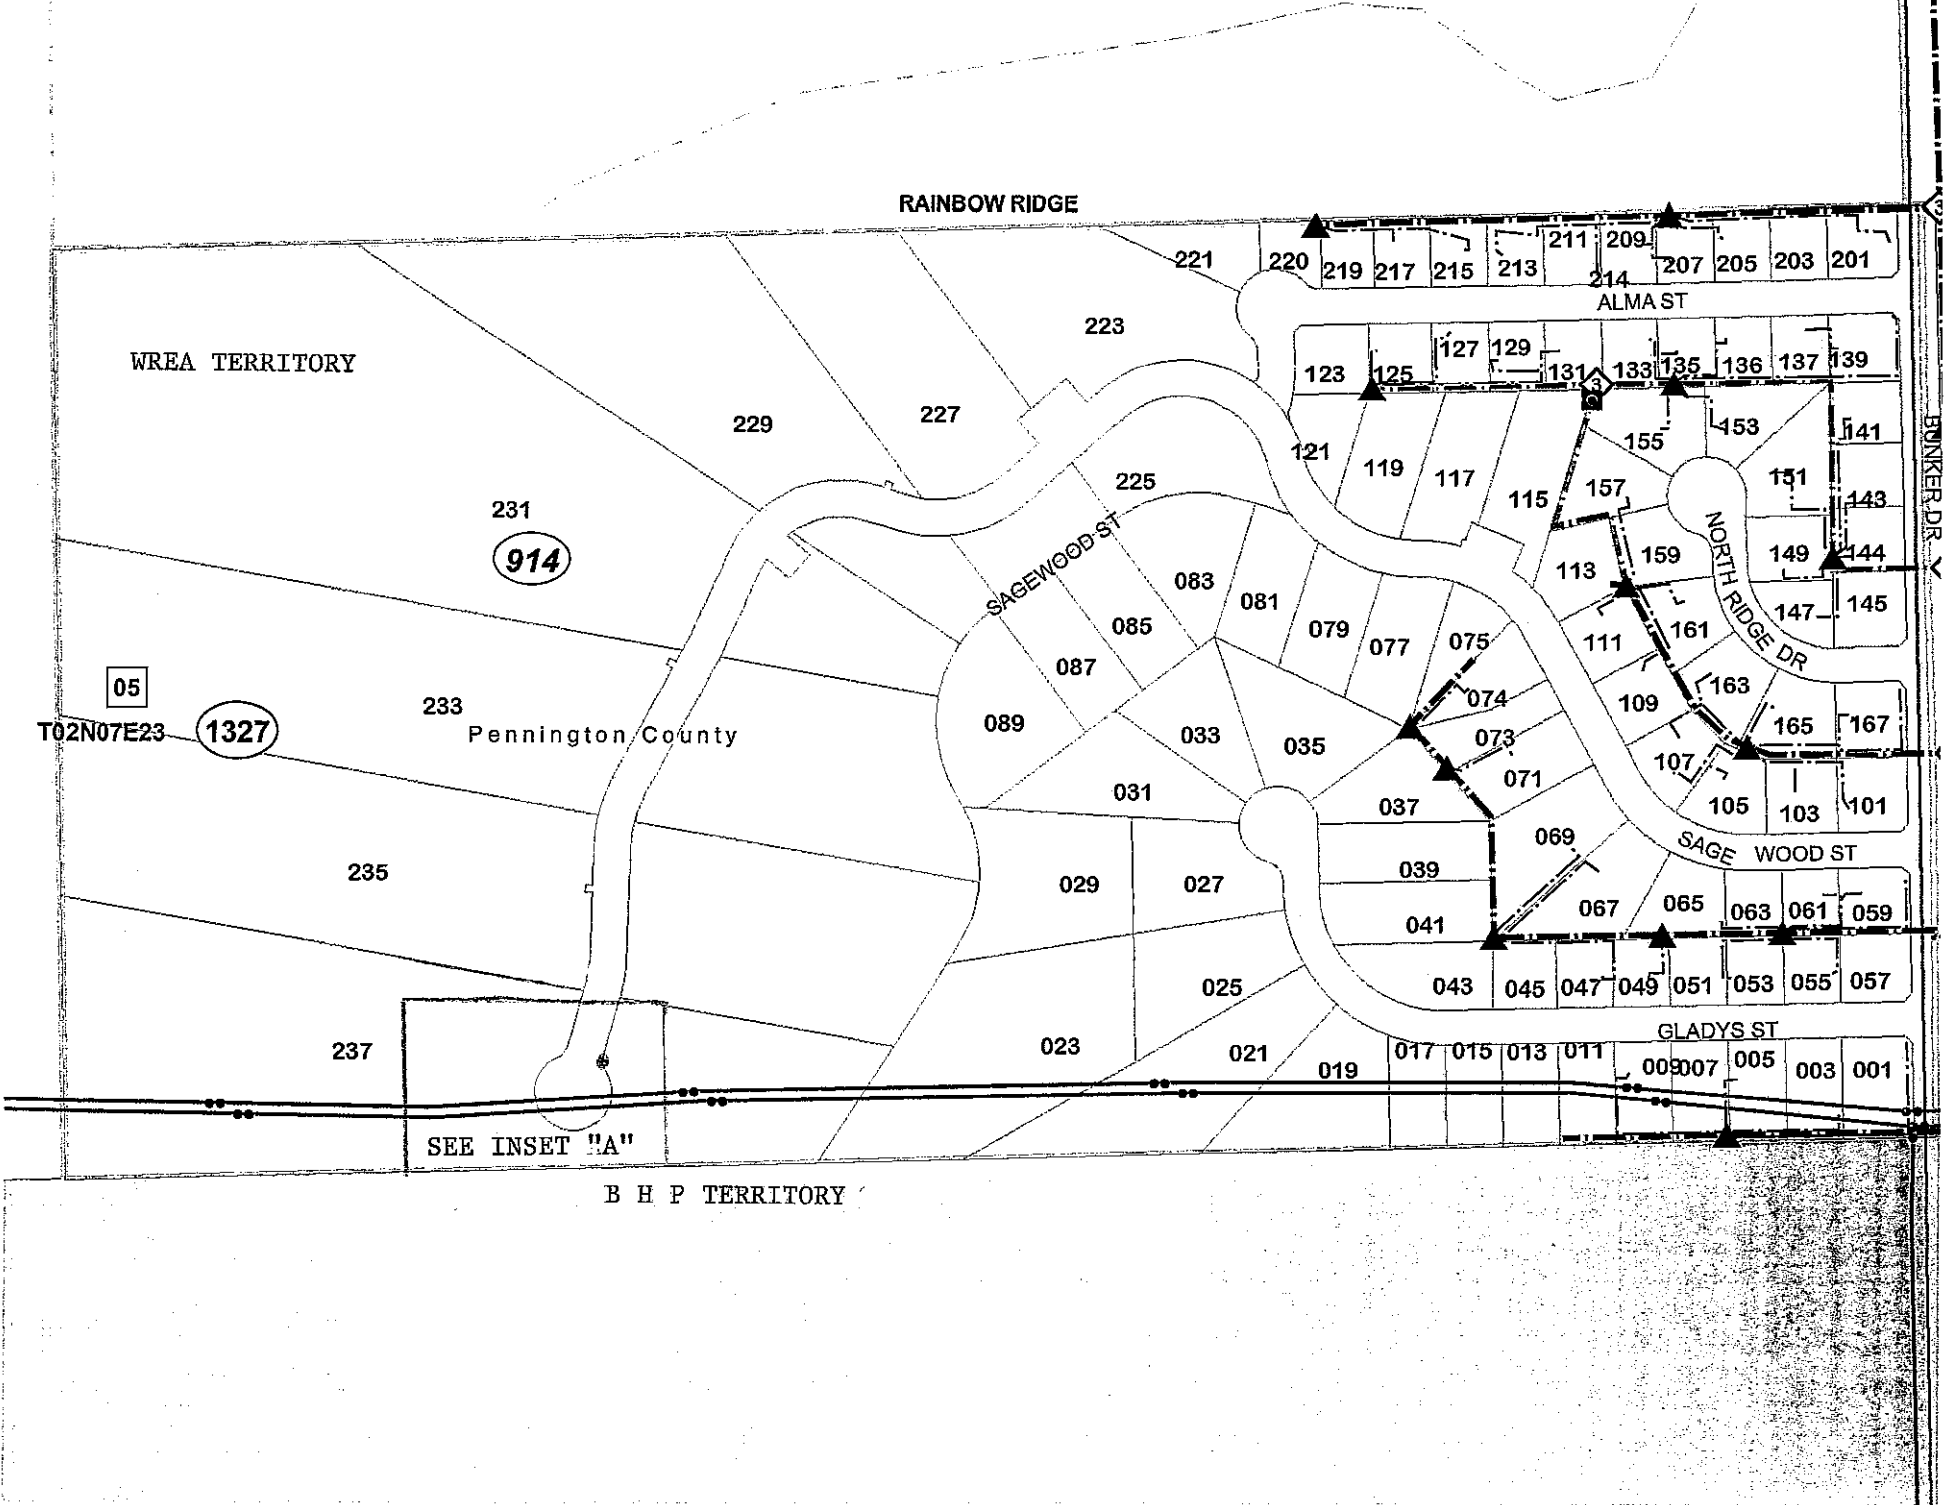 RAINBOW RIDGE
211 209
221 220 219 217 215 213 207 205 203 201
214
ALMA ST
223
WREA TERRITORY
123 125 127 129 131 133 135 136 137 139
3
229 227
121 119 117 115 155 153 141
BUNKER DR
225
231
157 151 143
914
SAGEWOOD ST
083 081 079 077 075
085 087
113 159 149 144
NORTH RIDGE DR
111 161 147 145
05
T02N07E23
1327
233
Pennington County
089 033 035 074 073 071
109 163 165 167
107 105 103 101
031 037
069
SAGE WOOD ST
235
029 027 039
041 067 065 063 061 059
025 043 045 047 049 051 053 055 057
GLADYS ST
237
023 021 019 017 015 013 011 009 007 005 003 001
SEE INSET "A"
B H P TERRITORY